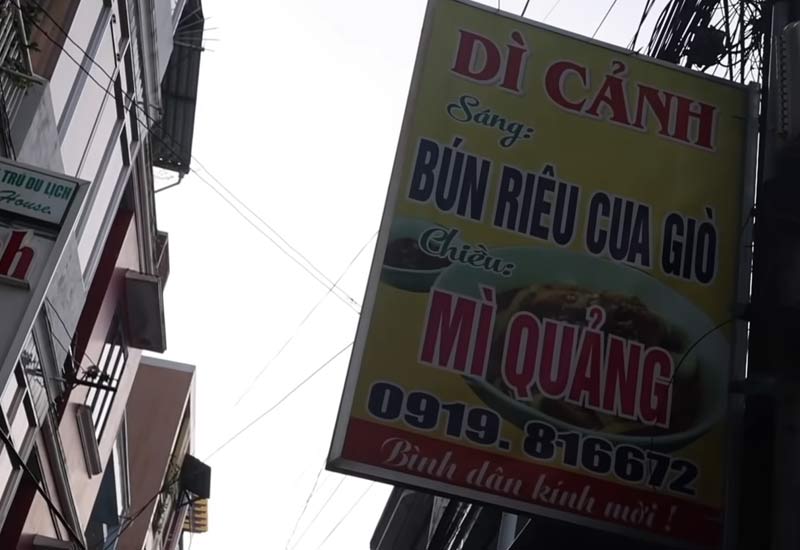 DÌ CẢNH
Sáng:
BÚN RIÊU CUA GIÒ
Chiều:
MÌ QUẢNG
0919. 816672
Bình dân kính mời !
TRÚ DU LỊCH
House.
h